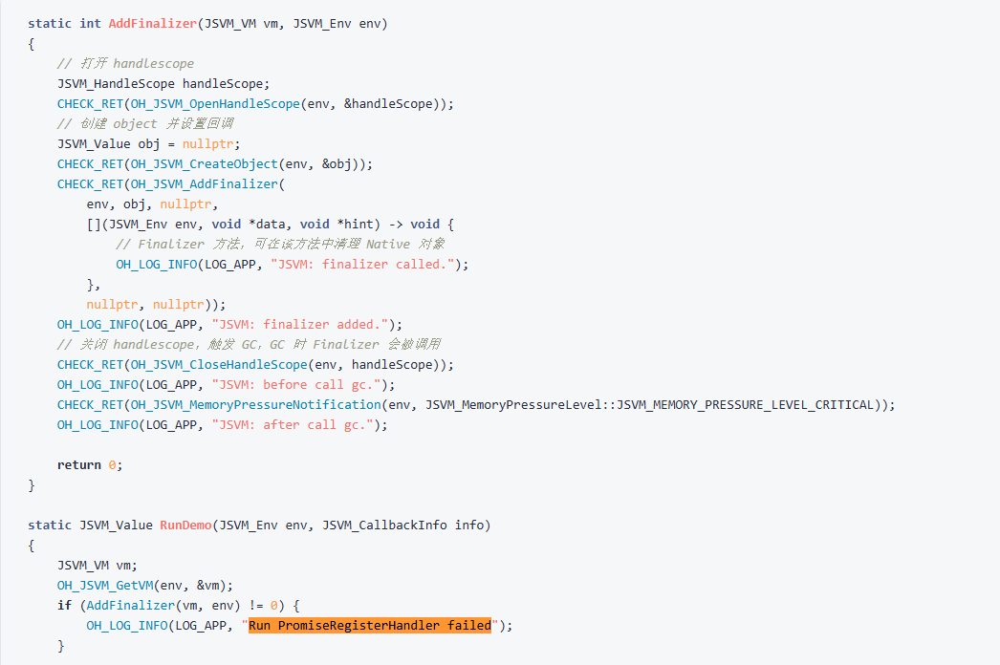 static int AddFinalizer(JSVM_VM vm, JSVM_Env env)
{
    // 打开 handlescope
    JSVM_HandleScope handleScope;
    CHECK_RET(OH_JSVM_OpenHandleScope(env, &handleScope));
    // 创建 object 并设置回调
    JSVM_Value obj = nullptr;
    CHECK_RET(OH_JSVM_CreateObject(env, &obj));
    CHECK_RET(OH_JSVM_AddFinalizer(
        env, obj, nullptr,
        [](JSVM_Env env, void *data, void *hint) -> void {
            // Finalizer 方法，可在该方法中清理 Native 对象
            OH_LOG_INFO(LOG_APP, "JSVM: finalizer called.");
        },
        nullptr, nullptr));
    OH_LOG_INFO(LOG_APP, "JSVM: finalizer added.");
    // 关闭 handlescope，触发 GC，GC 时 Finalizer 会被调用
    CHECK_RET(OH_JSVM_CloseHandleScope(env, handleScope));
    OH_LOG_INFO(LOG_APP, "JSVM: before call gc.");
    CHECK_RET(OH_JSVM_MemoryPressureNotification(env, JSVM_MemoryPressureLevel::JSVM_MEMORY_PRESSURE_LEVEL_CRITICAL));
    OH_LOG_INFO(LOG_APP, "JSVM: after call gc.");

    return 0;
}

static JSVM_Value RunDemo(JSVM_Env env, JSVM_CallbackInfo info)
{
    JSVM_VM vm;
    OH_JSVM_GetVM(env, &vm);
    if (AddFinalizer(vm, env) != 0) {
        OH_LOG_INFO(LOG_APP, "Run PromiseRegisterHandler failed");
    }